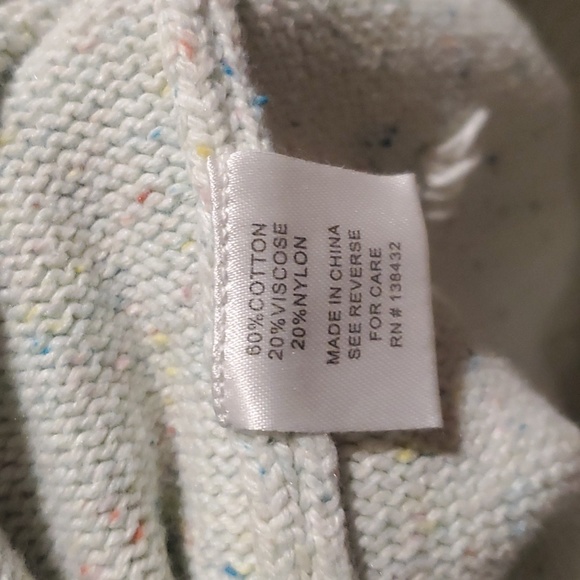 60%COTTON
20%VISCOSE
20%NYLON
MADE IN CHINA
SEE REVERSE
FOR CARE
RN # 138432